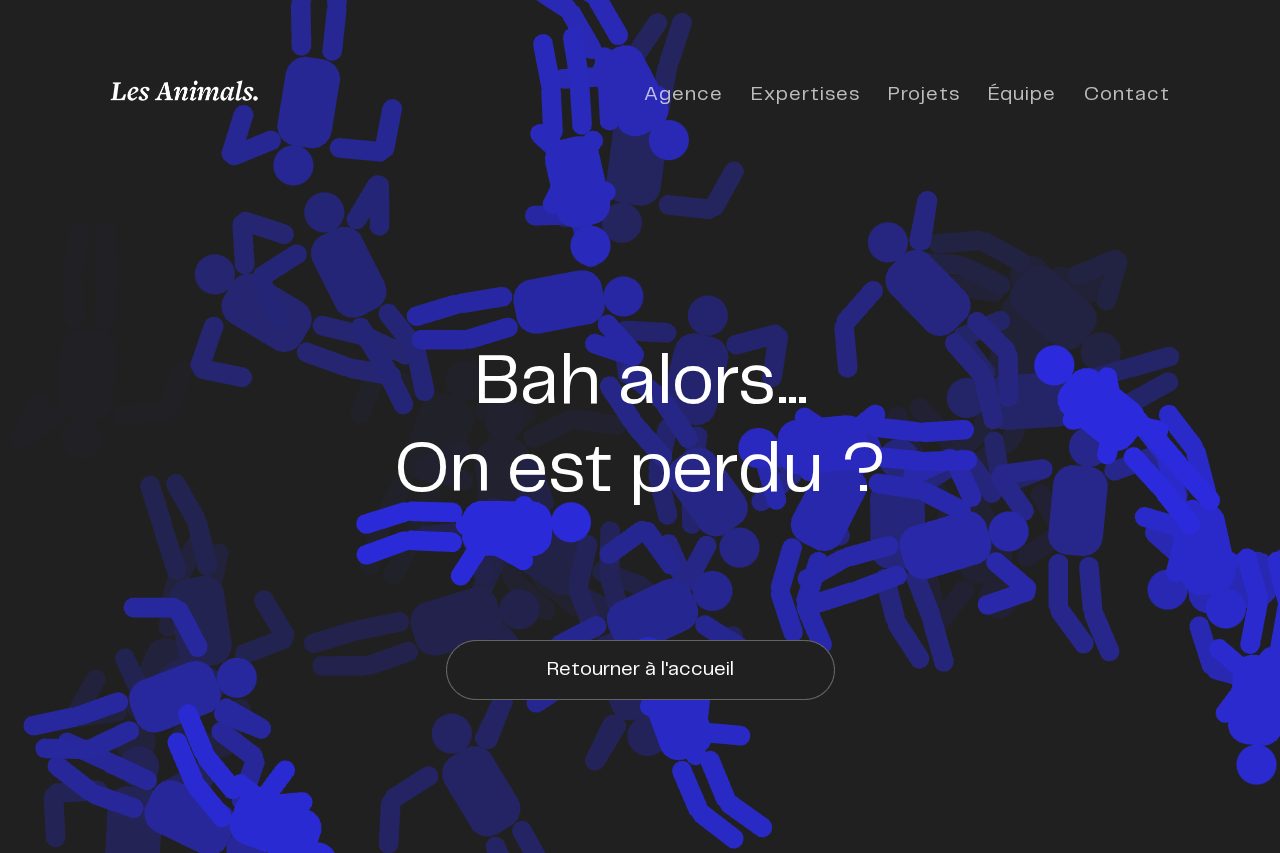 Les Animals.
Agence Expertises Projets Équipe Contact
Bah alors...
On est perdu ?
Retourner à l'accueil